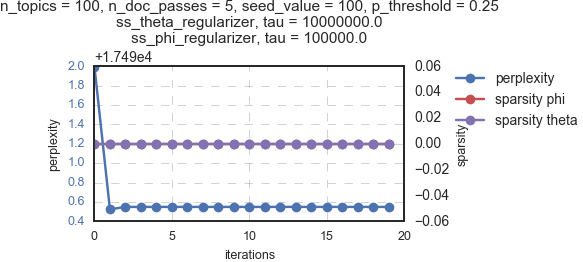 n_topics = 100, n_doc_passes = 5, seed_value = 100, p_threshold = 0.25
ss_theta_regularizer, tau = 10000000.0
ss_phi_regularizer, tau = 100000.0
+1.749e4
2.0
1.8
1.6
1.4
1.2
1.0
0.8
0.6
0.4
perplexity
0
5
10
15
20
iterations
0.06
0.04
0.02
0.00
−0.02
−0.04
−0.06
sparsity
perplexity
sparsity phi
sparsity theta